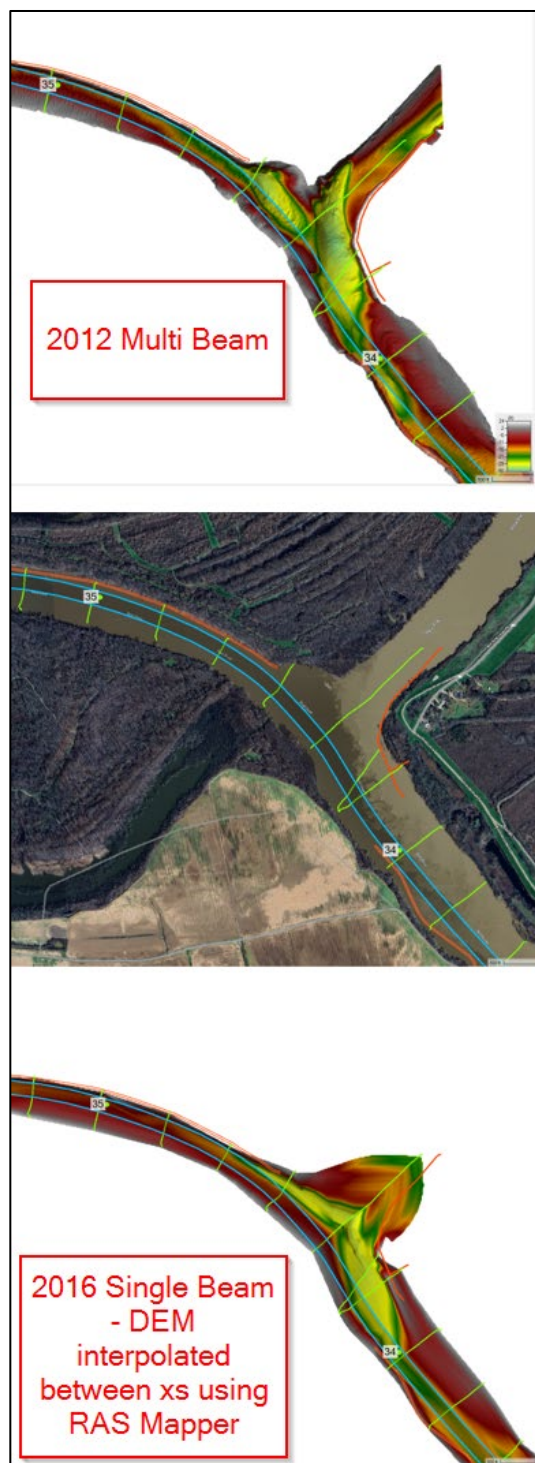 35
2012 Multi Beam
34
35
34
35
2016 Single Beam
- DEM
interpolated
between xs using
RAS Mapper
34